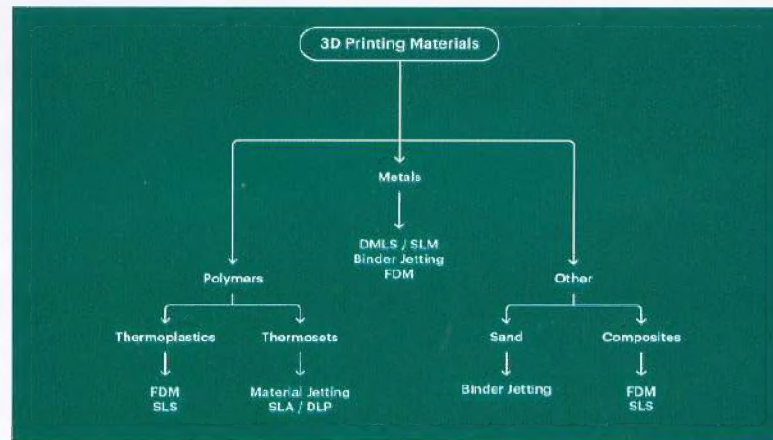 3D Printing Materials
Metals
DMLS / SLM
Binder Jetting
FDM
Polymers
Other
Thermoplastics
Thermosets
Sand
Composites
FDM
SLS
Material Jetting
SLA / DLP
Binder Jetting
FDM
SLS